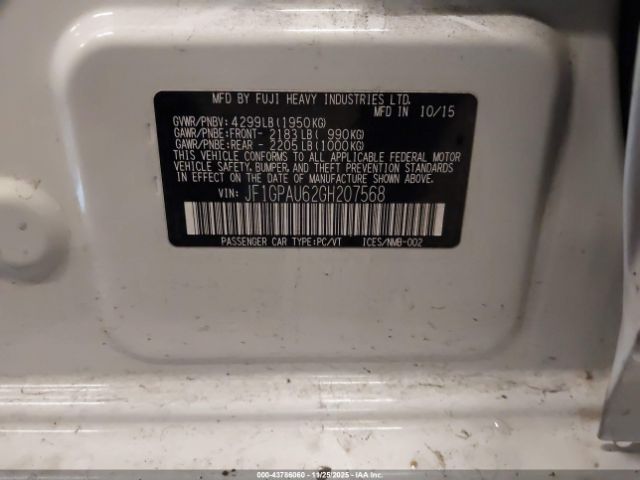 MFD BY FUJI HEAVY INDUSTRIES LTD.
MFD IN 10/15
GVWR/PNBV: 4299LB(1950KG)
GAWR/PNBE:FRONT- 2183LB( 990KG)
GAWR/PNBE:REAR - 2205LB(1000KG)
THIS VEHICLE CONFORMS TO ALL APPLICABLE FEDERAL MOTOR
VEHICLE SAFETY, BUMPER, AND THEFT PREVENTION STANDARDS
IN EFFECT ON THE DATE OF MANUFACTURE SHOWN ABOVE.
VIN: JF1GPAU62GH207568
PASSENGER CAR TYPE:PC/VT ICES/NMB-002
000-43786060 - 11/25/2025 - IAA Inc.